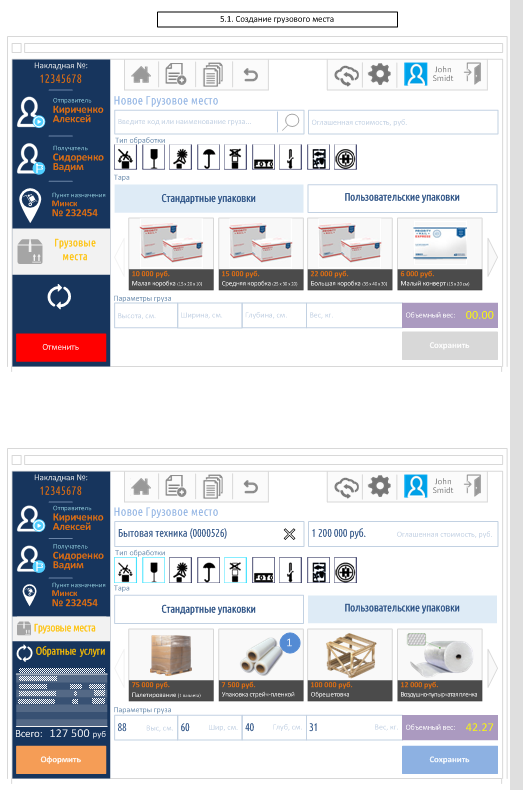 5.1. Создание грузового места
Накладная №:
12345678
Отправитель
Кириченко
Алексей
Получатель
Сидоренко
Вадим
Пункт назначения
Минск
№ 232454
Грузовые
места
Отменить
John
Smidt
Новое Грузовое место
Введите код или наименование груза...
Оглашенная стоимость, руб.
Тип обработки
Тара
Стандартные упаковки
Пользовательские упаковки
10 000 руб.
Малая коробка (15 x 20 x 10)
15 000 руб.
Средняя коробка (25 x 30 x 20)
22 000 руб.
Большая коробка (35 x 40 x 30)
6 000 руб.
Малый конверт (15 x 20 см)
Параметры груза
Высота, см.
Ширина, см.
Глубина, см.
Вес, кг.
Объемный вес: 00.00
Сохранить
Накладная №:
12345678
Отправитель
Кириченко
Алексей
Получатель
Сидоренко
Вадим
Пункт назначения
Минск
№ 232454
Грузовые места
Обратные услуги
Всего: 127 500 руб
Оформить
John
Smidt
Новое Грузовое место
Бытовая техника (0000526)
1 200 000 руб. Оглашенная стоимость, руб.
Тип обработки
Тара
Стандартные упаковки
Пользовательские упаковки
75 000 руб.
Палетирование
1
7 500 руб.
Упаковка стрейч-пленкой
100 000 руб.
Обрешетовка
12 000 руб.
Воздушно-пупырчатая пленка
Параметры груза
88 Выс, см.
60 Шир, см.
40 Глуб, см.
31 Вес, кг.
Объемный вес: 42.27
Сохранить